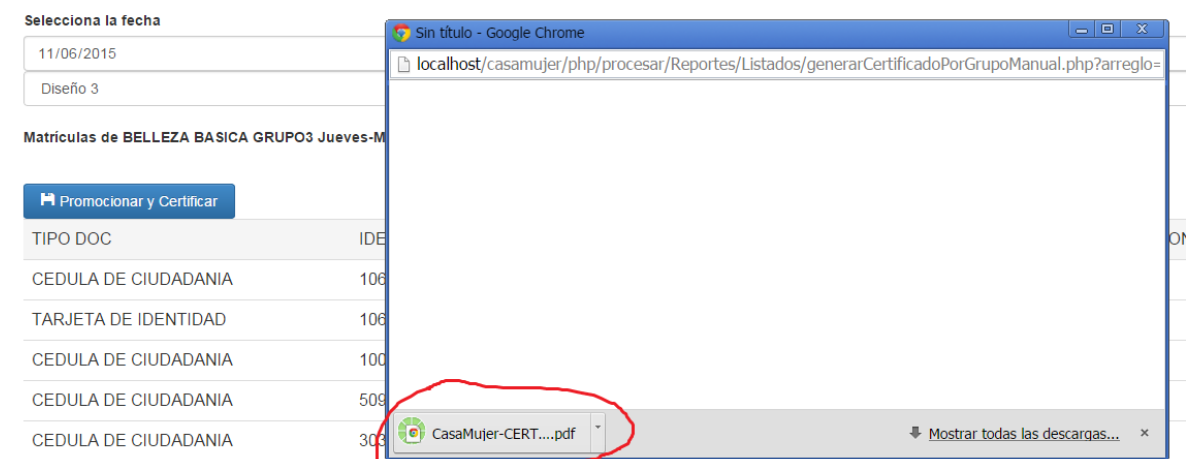 Selecciona la fecha
11/06/2015
Diseño 3
Matrículas de BELLEZA BASICA GRUPO3 Jueves-M
Promocionar y Certificar
TIPO DOC IDE
CEDULA DE CIUDADANIA 106
TARJETA DE IDENTIDAD 106
CEDULA DE CIUDADANIA 100
CEDULA DE CIUDADANIA 509
CEDULA DE CIUDADANIA 303
Sin título - Google Chrome
localhost/casamujer/php/procesar/Reportes/Listados/generarCertificadoPorGrupoManual.php?arreglo=
CasaMujer-CERT....pdf
Mostrar todas las descargas...